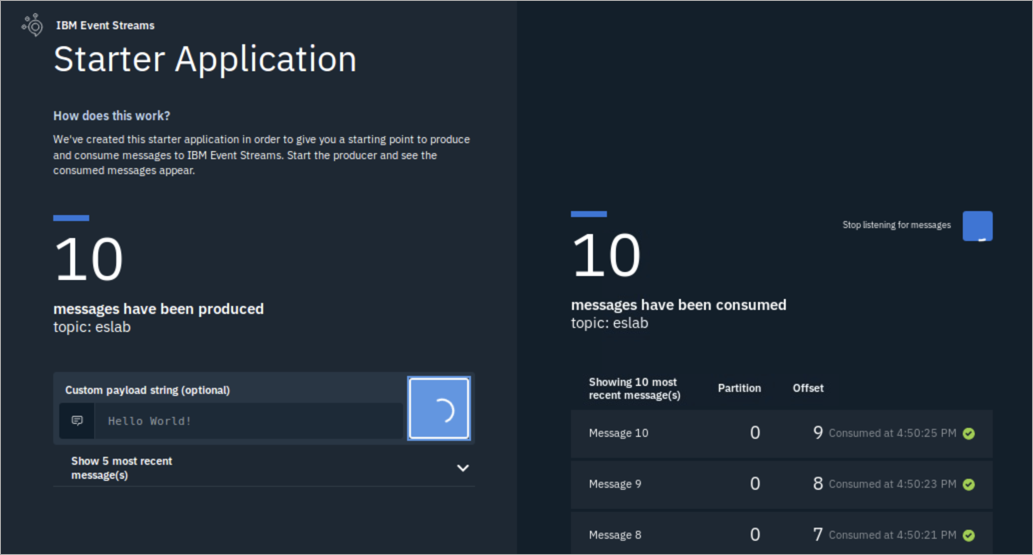 IBM Event Streams
Starter Application
How does this work?
We've created this starter application in order to give you a starting point to produce
and consume messages to IBM Event Streams. Start the producer and see the
consumed messages appear.
10
messages have been produced
topic: eslab
Custom payload string (optional)
Hello World!
Show 5 most recent
message(s)
Stop listening for messages
10
messages have been consumed
topic: eslab
Showing 10 most
recent message(s)
Partition
Offset
Message 10 0 9 Consumed at 4:50:25 PM
Message 9 0 8 Consumed at 4:50:23 PM
Message 8 0 7 Consumed at 4:50:21 PM